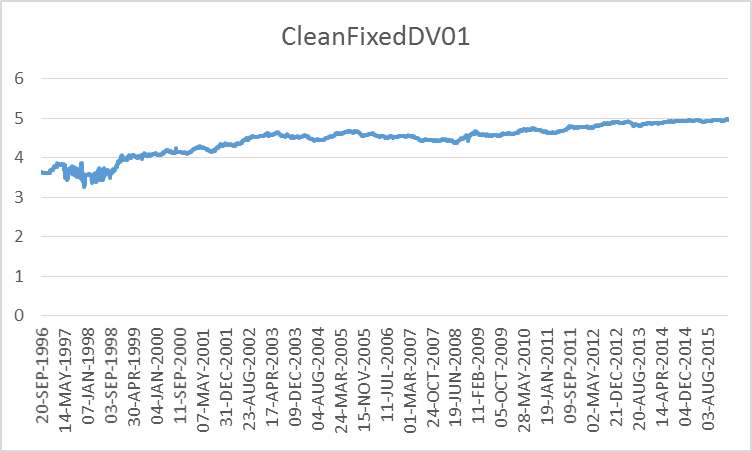 CleanFixedDV01
6
5
4
3
2
1
0
20-SEP-1996
14-MAY-1997
07-JAN-1998
03-SEP-1998
30-APR-1999
04-JAN-2000
11-SEP-2000
07-MAY-2001
31-DEC-2001
23-AUG-2002
17-APR-2003
09-DEC-2003
04-AUG-2004
24-MAR-2005
15-NOV-2005
11-JUL-2006
01-MAR-2007
24-OCT-2007
19-JUN-2008
11-FEB-2009
05-OCT-2009
28-MAY-2010
19-JAN-2011
09-SEP-2011
02-MAY-2012
21-DEC-2012
20-AUG-2013
14-APR-2014
04-DEC-2014
03-AUG-2015